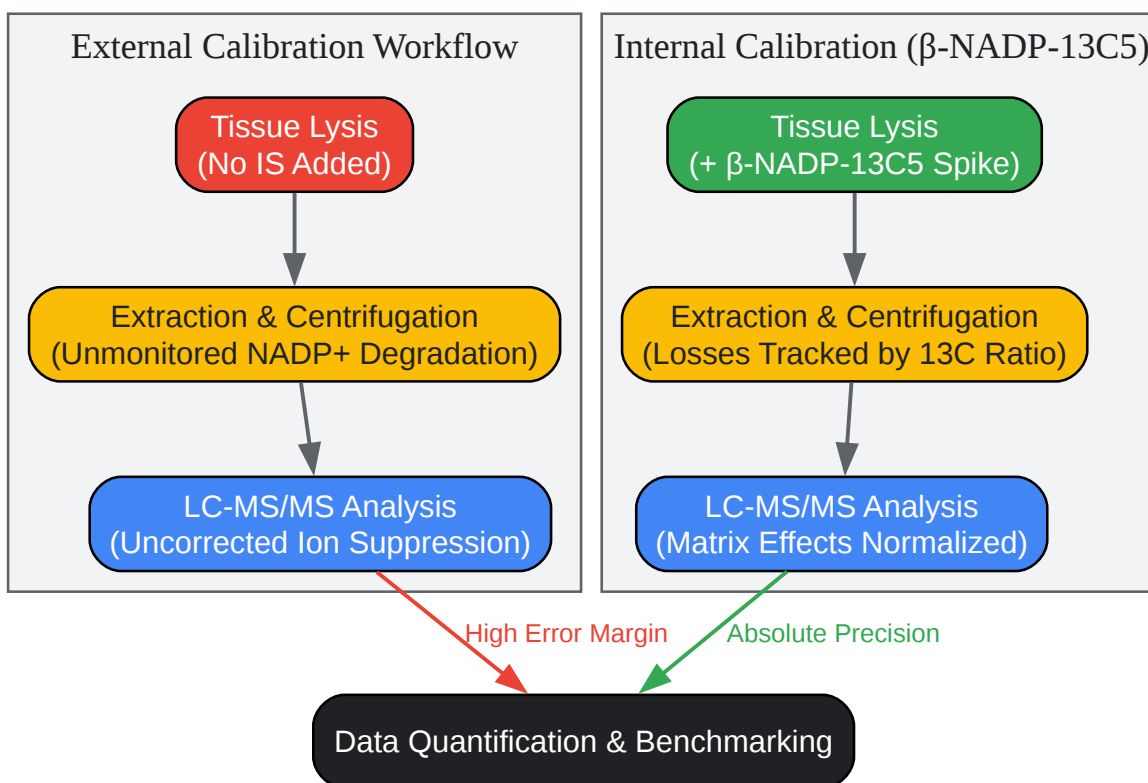 External Calibration Workflow
Tissue Lysis
(No IS Added)
Extraction & Centrifugation
(Unmonitored NADP+ Degradation)
LC-MS/MS Analysis
(Uncorrected Ion Suppression)
Internal Calibration (β-NADP-13C5)
Tissue Lysis
(+ β-NADP-13C5 Spike)
Extraction & Centrifugation
(Losses Tracked by 13C Ratio)
LC-MS/MS Analysis
(Matrix Effects Normalized)
High Error Margin
Absolute Precision
Data Quantification & Benchmarking